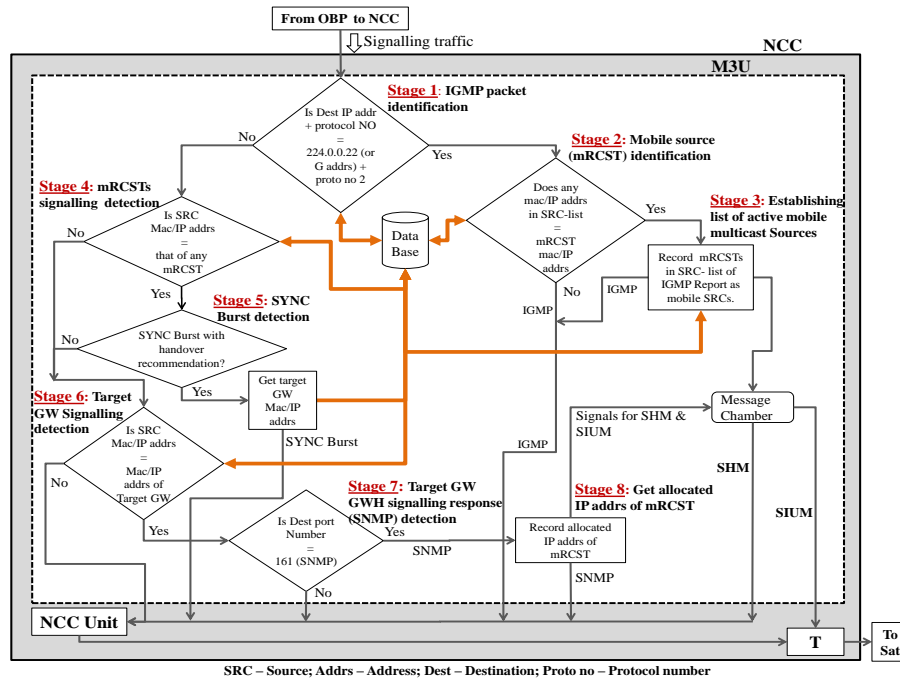 From OBP to NCC
Signalling traffic
NCC
M3U
Stage 1: IGMP packet
identification
Is Dest IP addr
+ protocol NO
=
224.0.0.22 (or
G addrs) +
proto no 2
No
Yes
Stage 2: Mobile source
(mRCST) identification
Does any
mac/IP addrs
in SRC-list
=
mRCST
mac/IP
addrs
Yes
No
Stage 3: Establishing
list of active mobile
multicast Sources
Record mRCSTs
in SRC- list of
IGMP Report as
mobile SRCs.
IGMP
IGMP
Data
Base
Stage 4: mRCSTs
signalling detection
Is SRC
Mac/IP addrs
=
that of any
mRCST
No
Yes
Stage 5: SYNC
Burst detection
SYNC Burst with
handover
recommendation?
No
Yes
Get target
GW
Mac/IP
addrs
SYNC Burst
Stage 6: Target
GW Signalling
detection
Is SRC
Mac/IP addrs
=
Mac/IP
addrs of
Target GW
No
Yes
IGMP
Stage 7: Target GW
GWH signalling response
(SNMP) detection
Is Dest port
Number
=
161 (SNMP)
Yes
SNMP
No
Stage 8: Get allocated
IP addrs of mRCST
Record allocated
IP addrs of
mRCST
SNMP
Signals for SHM &
SIUM
Message
Chamber
SHM
SIUM
NCC Unit
T
To
Sat
SRC – Source; Addrs – Address; Dest – Destination; Proto no – Protocol number